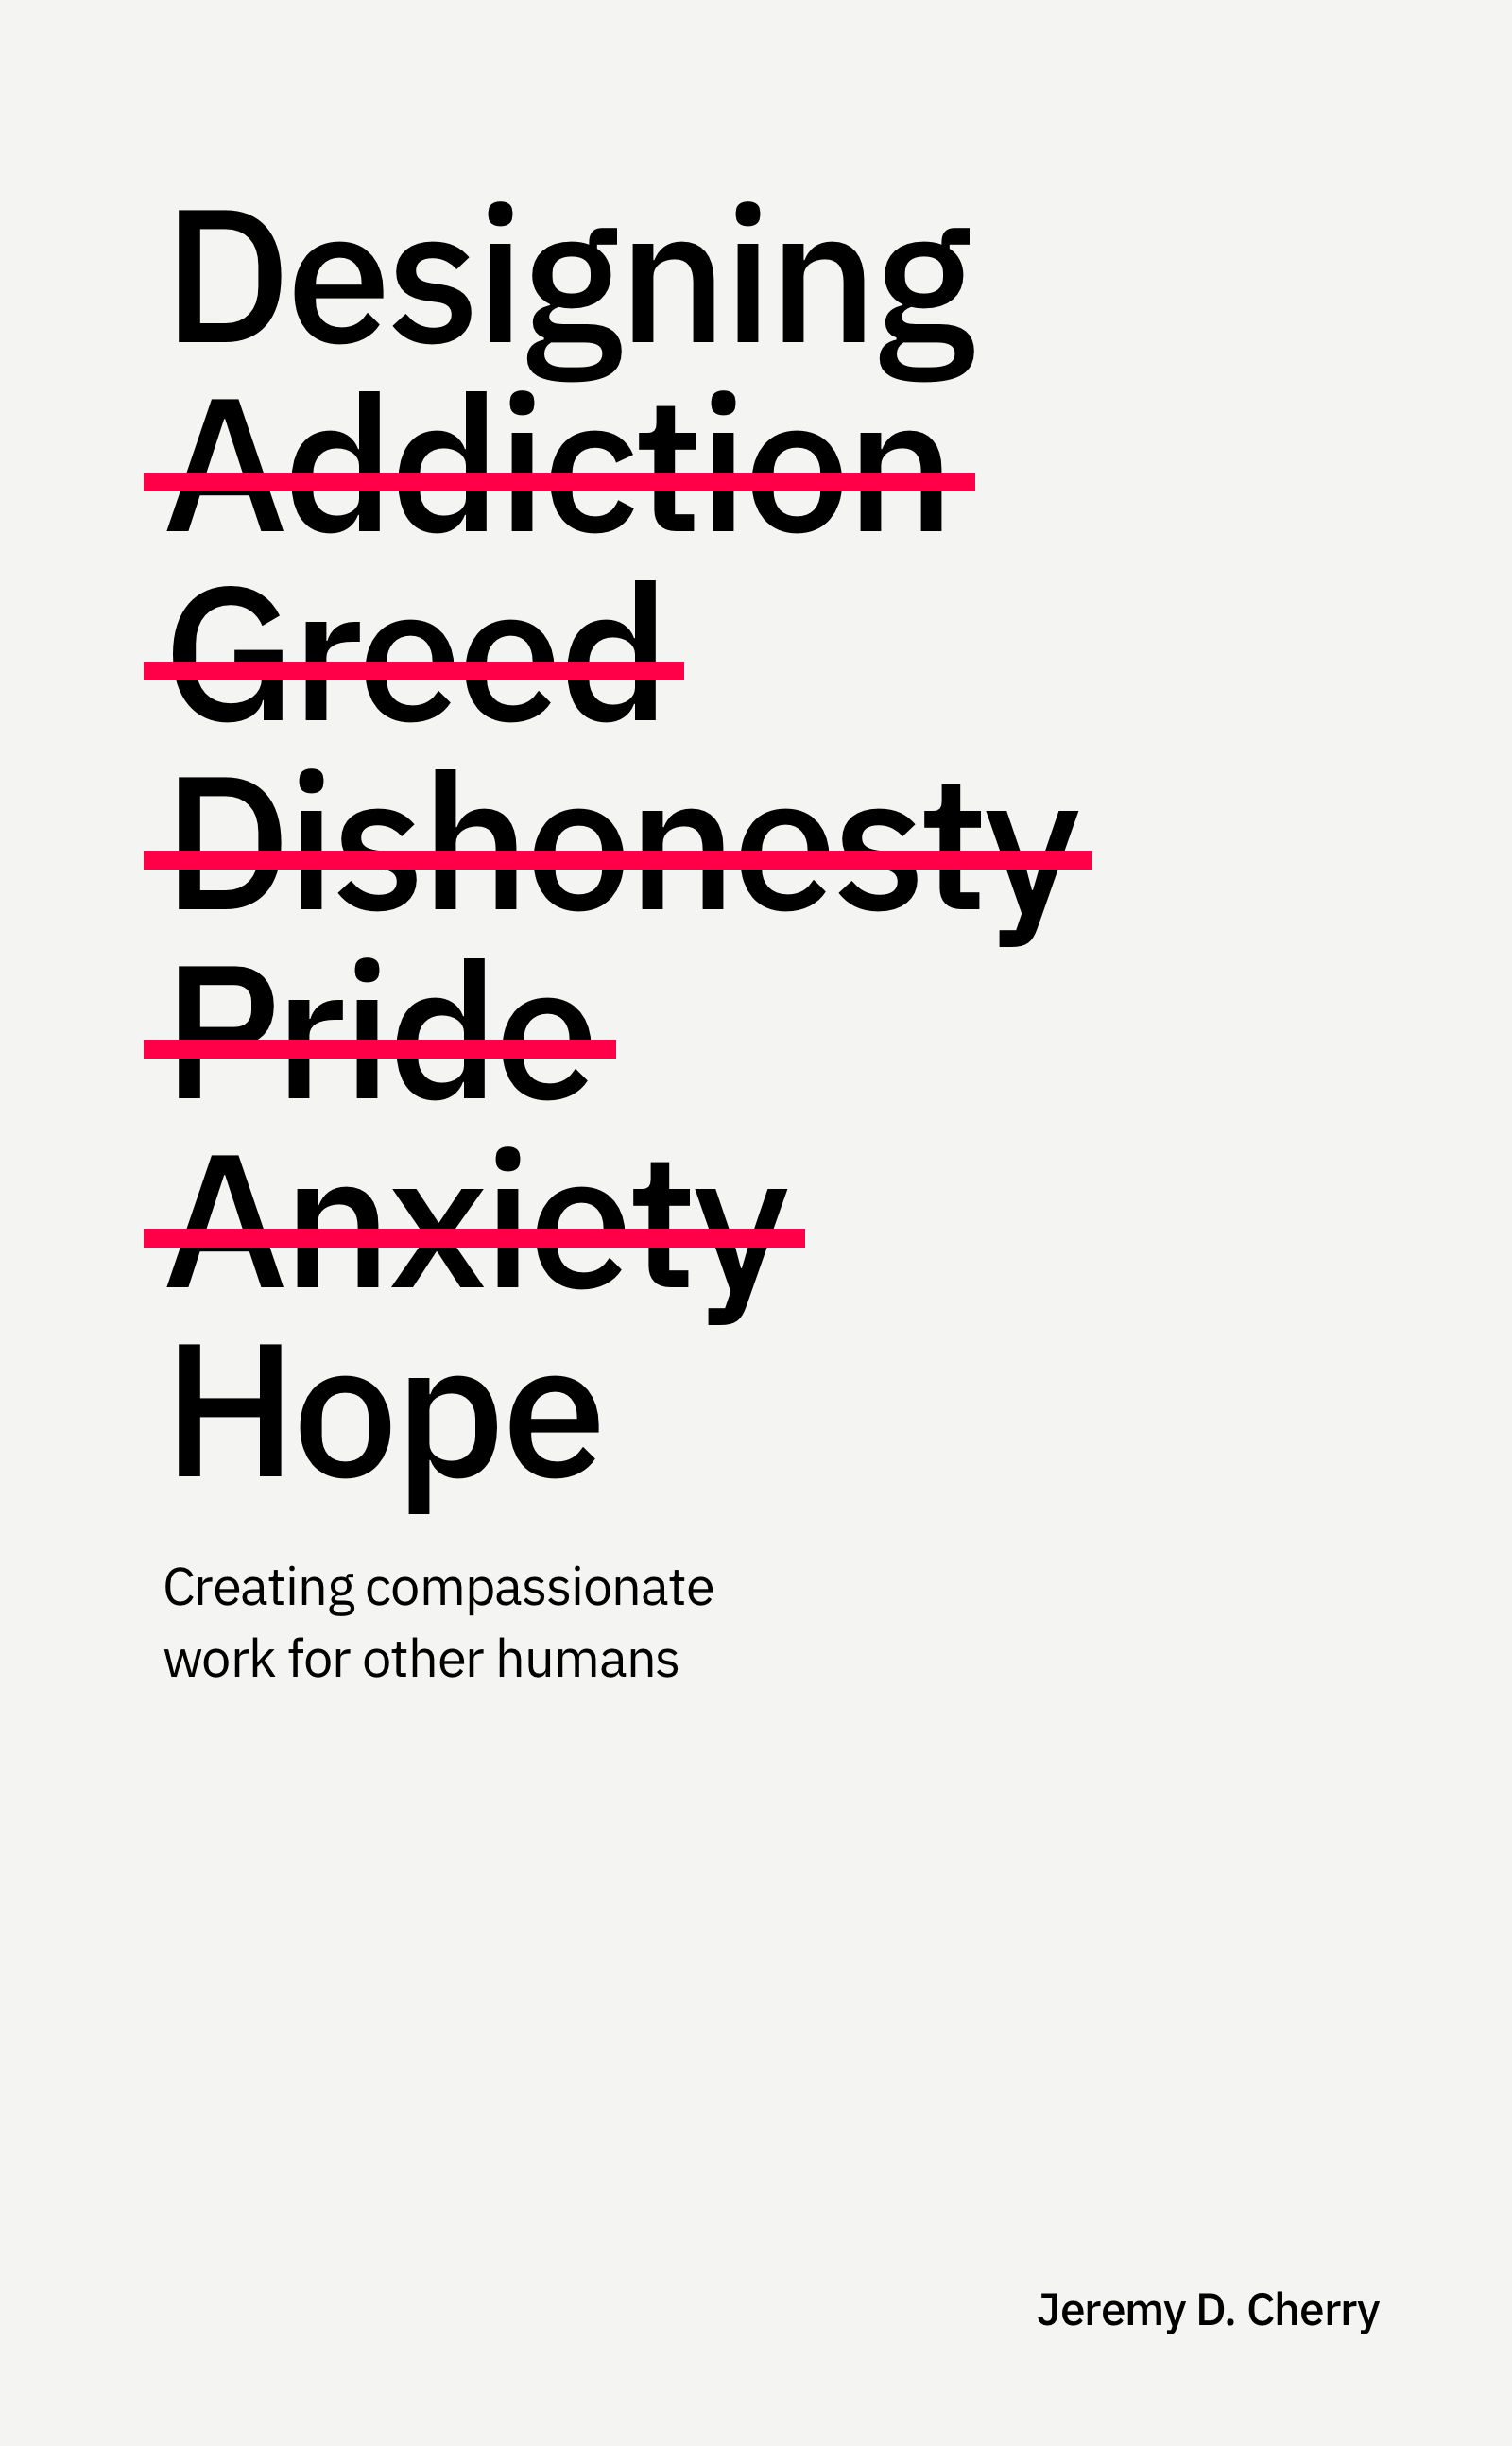 Designing
Addiction
Greed
Dishonesty
Pride
Anxiety
Hope
Creating compassionate
work for other humans
Jeremy D. Cherry